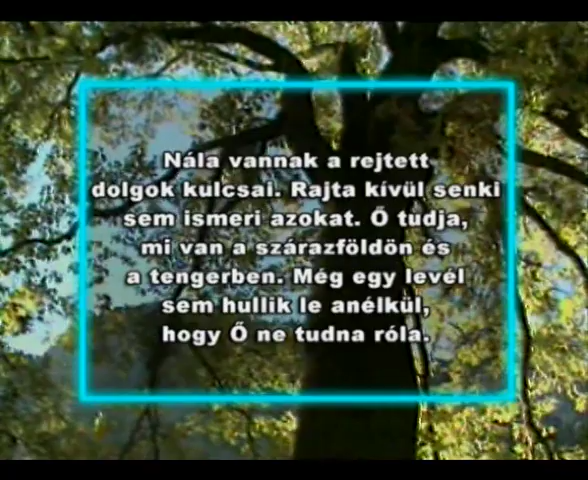 Nála vannak a rejtett
dolgok kulcsai. Rajta kívül senki
sem ismeri azokat. Ő tudja,
mi van a szárazföldön és
a tengerben. Még egy levél
sem hullik le anélkül,
hogy Ő ne tudna róla.